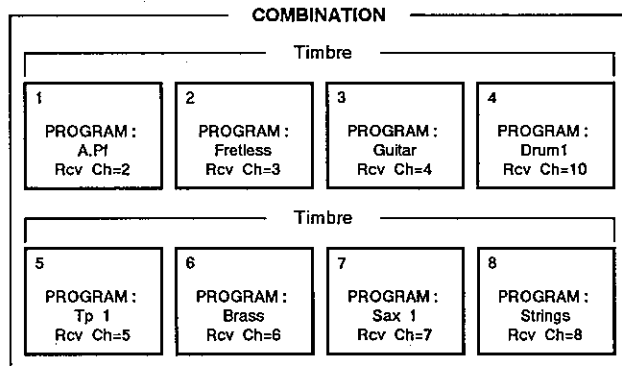 COMBINATION
Timbre
1
PROGRAM :
A.Pf
Rcv Ch=2
2
PROGRAM :
Fretless
Rcv Ch=3
3
PROGRAM :
Guitar
Rcv Ch=4
4
PROGRAM :
Drum1
Rcv Ch=10
Timbre
5
PROGRAM :
Tp 1
Rcv Ch=5
6
PROGRAM :
Brass
Rcv Ch=6
7
PROGRAM :
Sax 1
Rcv Ch=7
8
PROGRAM :
Strings
Rcv Ch=8